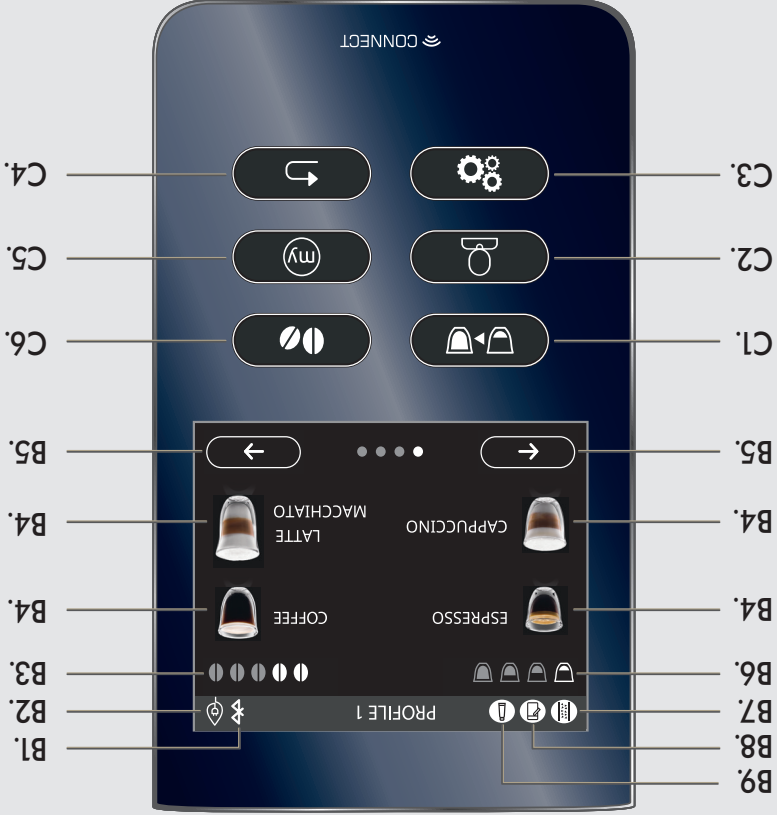 B9.
B8. B1.
B7. PROFILE 1 B2.
B6. B3.
B4. ESPRESSO COFFEE B4.
B4. CAPPUCCINO LATTE
MACCHIATO B4.
B5. B5.
C1. C6.
C2. my C5.
C3. C4.
CONNECT